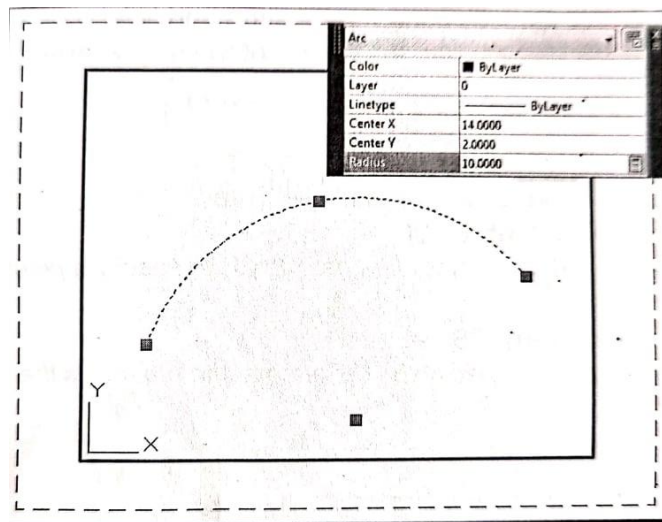 Arc
Color ByLayer
Layer 0
Linetype ByLayer
Center X 14.0000
Center Y 2.0000
Radius 10.0000
Y
X